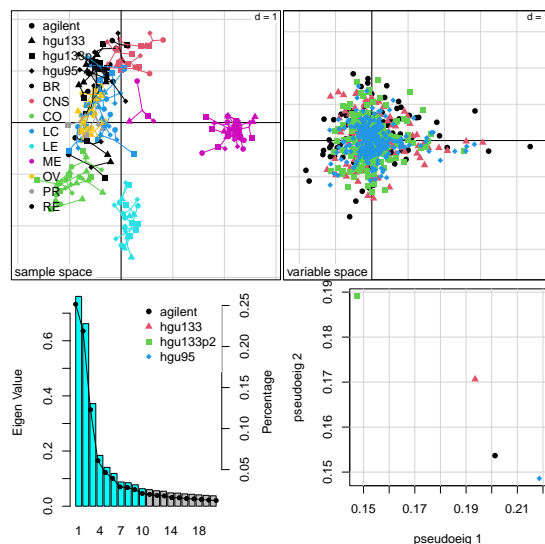 d = 1
agilent
hgu133
hgu133p2
hgu95
BR
CNS
CO
LC
LE
ME
OV
PR
RE
sample space
d =
variable space
Eigen Value
0.0 0.2 0.4 0.6
1 4 7 10 14 18
0.05 0.10 0.15 0.20 0.25
Percentage
agilent
hgu133
hgu133p2
hgu95
pseudoeig 2
0.15 0.16 0.17 0.18 0.19
0.15 0.17 0.19 0.21
pseudoeig 1